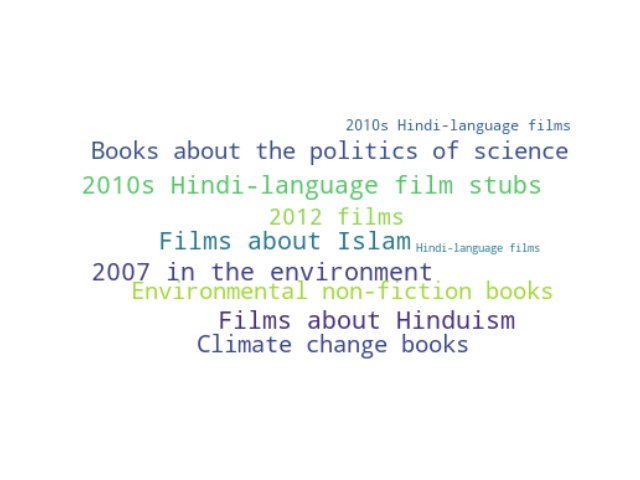 2010s Hindi-language films
Books about the politics of science
2010s Hindi-language film stubs
2012 films
Films about Islam
Hindi-language films
2007 in the environment
Environmental non-fiction books
Films about Hinduism
Climate change books